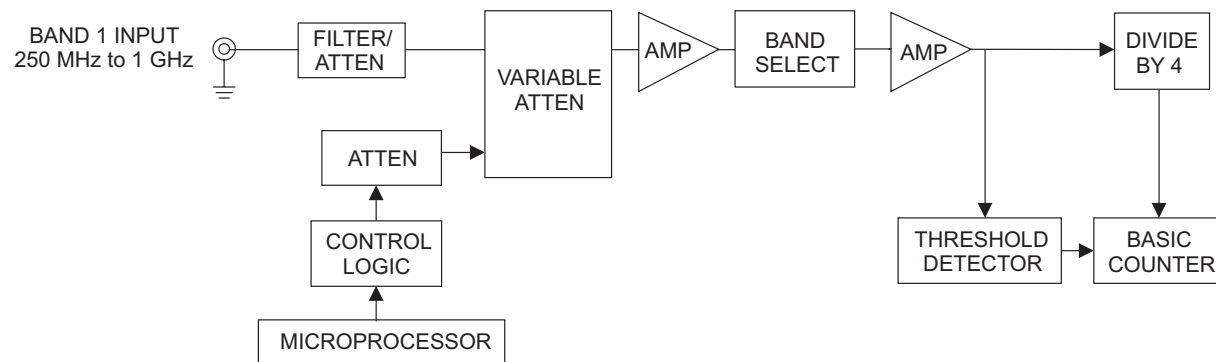 BAND 1 INPUT
250 MHz to 1 GHz
FILTER/
ATTEN
VARIABLE
ATTEN
AMP
BAND
SELECT
AMP
DIVIDE
BY 4
ATTEN
CONTROL
LOGIC
MICROPROCESSOR
THRESHOLD
DETECTOR
BASIC
COUNTER